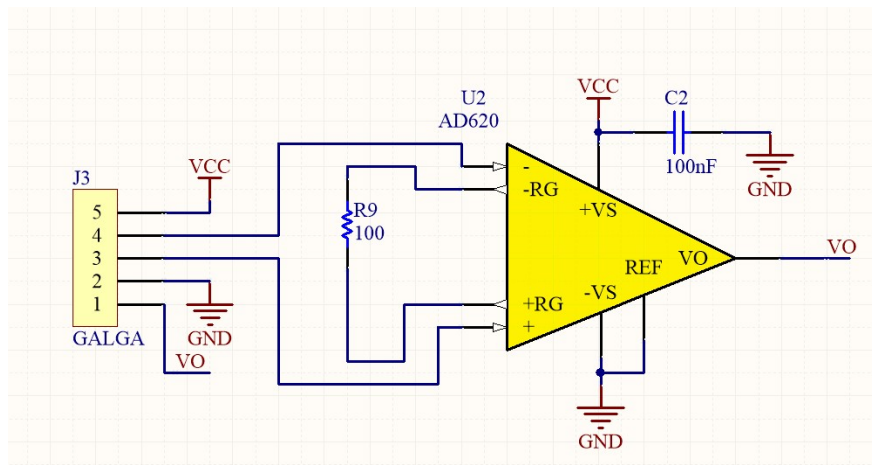 VCC
C2
U2
AD620
100nF
GND
VCC
J3
5
4
3
2
1
GALGA
GND
VO
R9
100
-
-RG
+VS
REF
VO
-VS
+RG
+
VO
GND